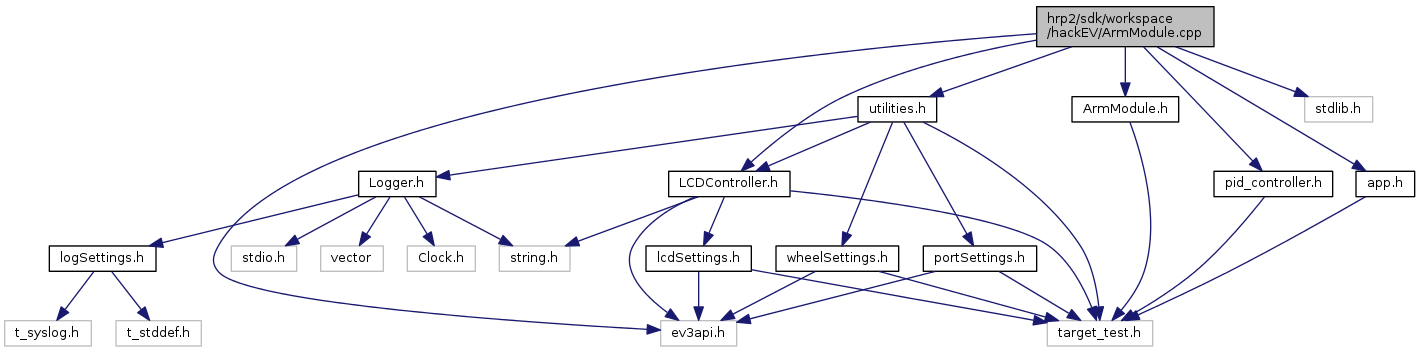 hrp2/sdk/workspace
/hackEV/ArmModule.cpp
utilities.h
ArmModule.h
stdlib.h
Logger.h
LCDController.h
pid_controller.h
app.h
logSettings.h
stdio.h
vector
Clock.h
string.h
lcdSettings.h
wheelSettings.h
portSettings.h
t_syslog.h
t_stddef.h
ev3api.h
target_test.h